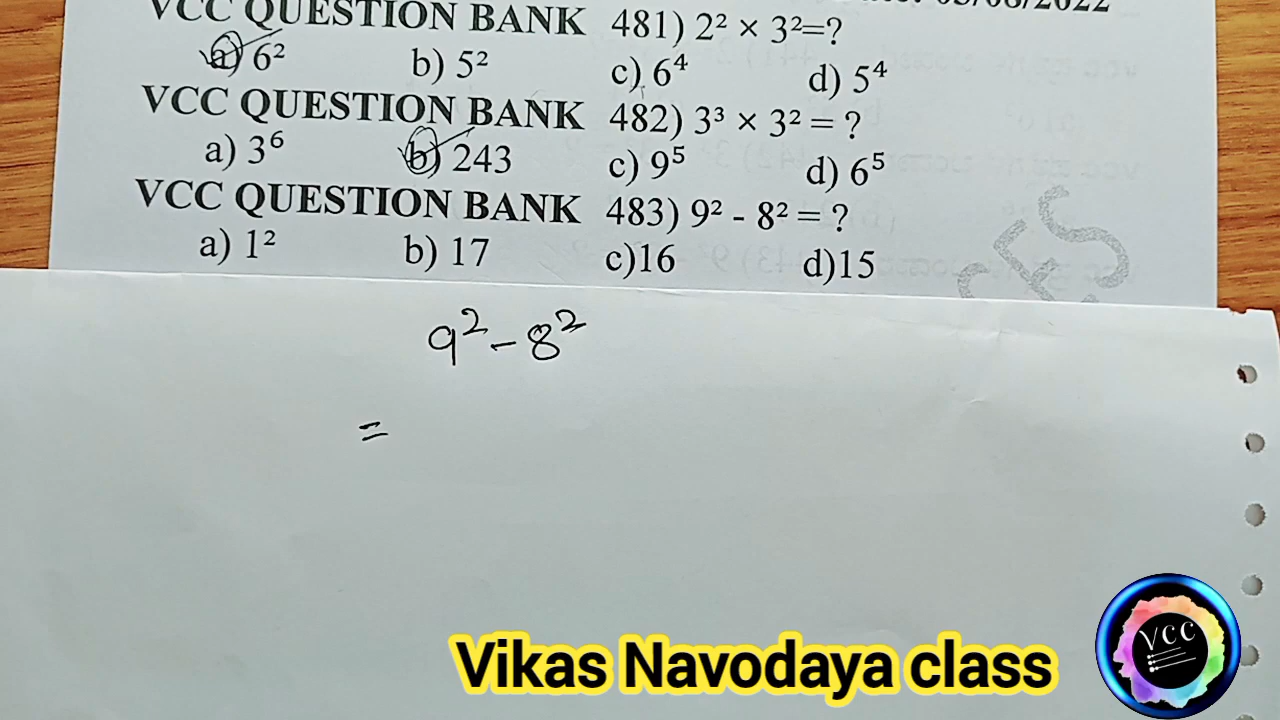 VCC QUESTION BANK 481) 2² × 3²=?
a) 6² b) 5² c) 6⁴ d) 5⁴
VCC QUESTION BANK 482) 3³ × 3² = ?
a) 3⁶ b) 243 c) 9⁵ d) 6⁵
VCC QUESTION BANK 483) 9² - 8² = ?
a) 1² b) 17 c)16 d)15
9² - 8²
=
Vikas Navodaya class
VCC